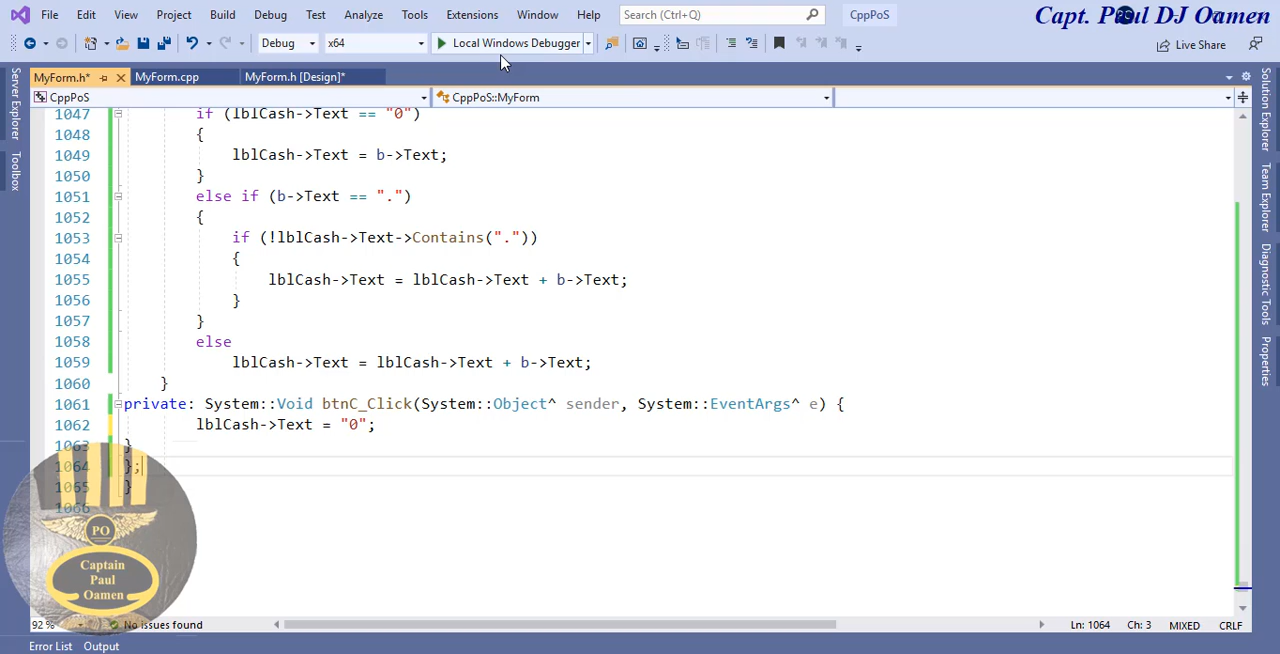 File Edit View Project Build Debug Test Analyze Tools Extensions Window Help Search (Ctrl+Q) CppPoS
Capt. Paul DJ Oamen
Debug x64 Local Windows Debugger Live Share
MyForm.h* MyForm.cpp MyForm.h [Design]*
CppPoS CppPoS::MyForm
Server Explorer
Toolbox
Solution Explorer
Team Explorer
Diagnostic Tools
Properties
1047 if (lblCash->Text == "0")
1048 {
1049 lblCash->Text = b->Text;
1050 }
1051 else if (b->Text == ".")
1052 {
1053 if (!lblCash->Text->Contains("."))
1054 {
1055 lblCash->Text = lblCash->Text + b->Text;
1056 }
1057 }
1058 else
1059 lblCash->Text = lblCash->Text + b->Text;
1060 }
1061 private: System::Void btnC_Click(System::Object^ sender, System::EventArgs^ e) {
1062 lblCash->Text = "0";
1063 }
1064 };
1065 }
1066
PO
Captain
Paul
Oamen
92 % No issues found Ln: 1064 Ch: 3 MIXED CRLF
Error List Output